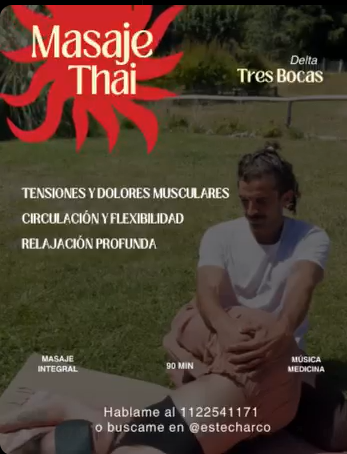 Masaje
Thai
Delta
Tres Bocas
TENSIONES Y DOLORES MUSCULARES
CIRCULACIÓN Y FLEXIBILIDAD
RELAJACIÓN PROFUNDA
MASAJE
INTEGRAL
90 MIN
MÚSICA
MEDICINA
Hablame al 1122541171
o buscame en @estecharco